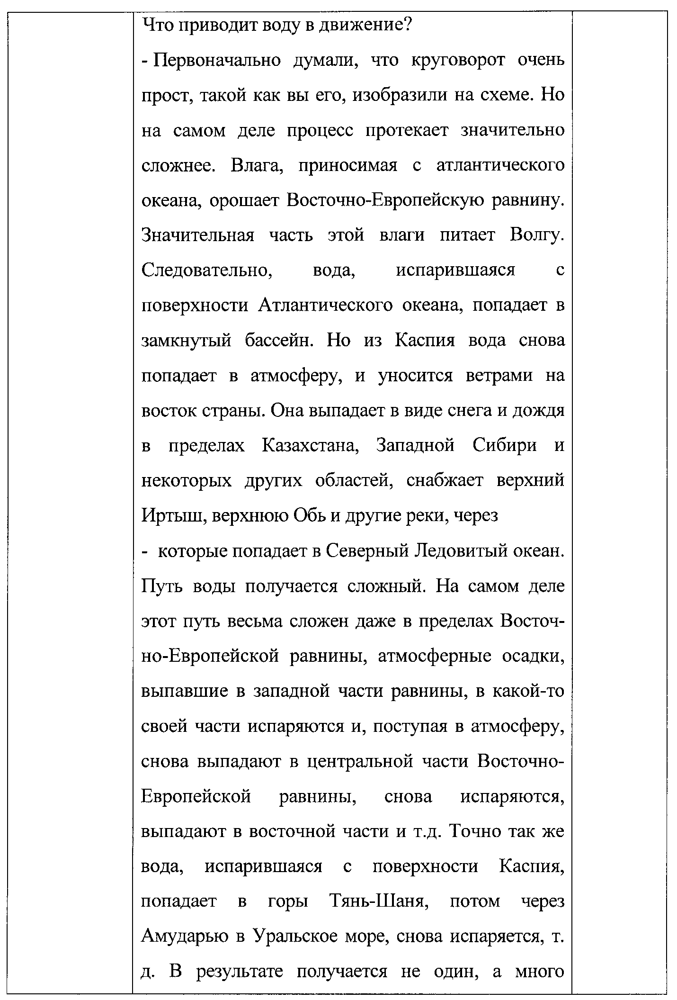 Что приводит воду в движение?
- Первоначально думали, что круговорот очень
прост, такой как вы его, изобразили на схеме. Но
на самом деле процесс протекает значительно
сложнее. Влага, приносимая с атлантического
океана, орошает Восточно-Европейскую равнину.
Значительная часть этой влаги питает Волгу.
Следовательно, вода, испарившаяся с
поверхности Атлантического океана, попадает в
замкнутый бассейн. Но из Каспия вода снова
попадает в атмосферу, и уносится ветрами на
восток страны. Она выпадает в виде снега и дождя
в пределах Казахстана, Западной Сибири и
некоторых других областей, снабжает верхний
Иртыш, верхнюю Обь и другие реки, через
- которые попадает в Северный Ледовитый океан.
Путь воды получается сложный. На самом деле
этот путь весьма сложен даже в пределах Восточ-
но-Европейской равнины, атмосферные осадки,
выпавшие в западной части равнины, в какой-то
своей части испаряются и, поступая в атмосферу,
снова выпадают в центральной части Восточно-
Европейской равнины, снова испаряются,
выпадают в восточной части и т.д. Точно так же
вода, испарившаяся с поверхности Каспия,
попадает в горы Тянь-Шаня, потом через
Амударью в Уральское море, снова испаряется, т.
д. В результате получается не один, а много